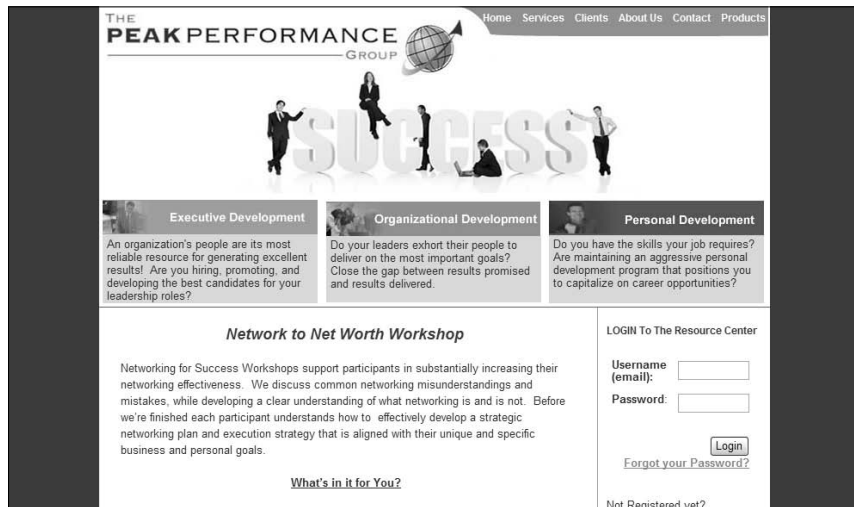 THE
PEAK PERFORMANCE
GROUP
Home Services Clients About Us Contact Products
SUCCESS
Executive Development
An organization's people are its most
reliable resource for generating excellent
results! Are you hiring, promoting, and
developing the best candidates for your
leadership roles?
Organizational Development
Do your leaders exhort their people to
deliver on the most important goals?
Close the gap between results promised
and results delivered.
Personal Development
Do you have the skills your job requires?
Are maintaining an aggressive personal
development program that positions you
to capitalize on career opportunities?
Network to Net Worth Workshop
Networking for Success Workshops support participants in substantially increasing their
networking effectiveness. We discuss common networking misunderstandings and
mistakes, while developing a clear understanding of what networking is and is not. Before
we're finished each participant understands how to effectively develop a strategic
networking plan and execution strategy that is aligned with their unique and specific
business and personal goals.
What's in it for You?
LOGIN To The Resource Center
Username
(email):
Password:
Login
Forgot your Password?
Not Registered yet?